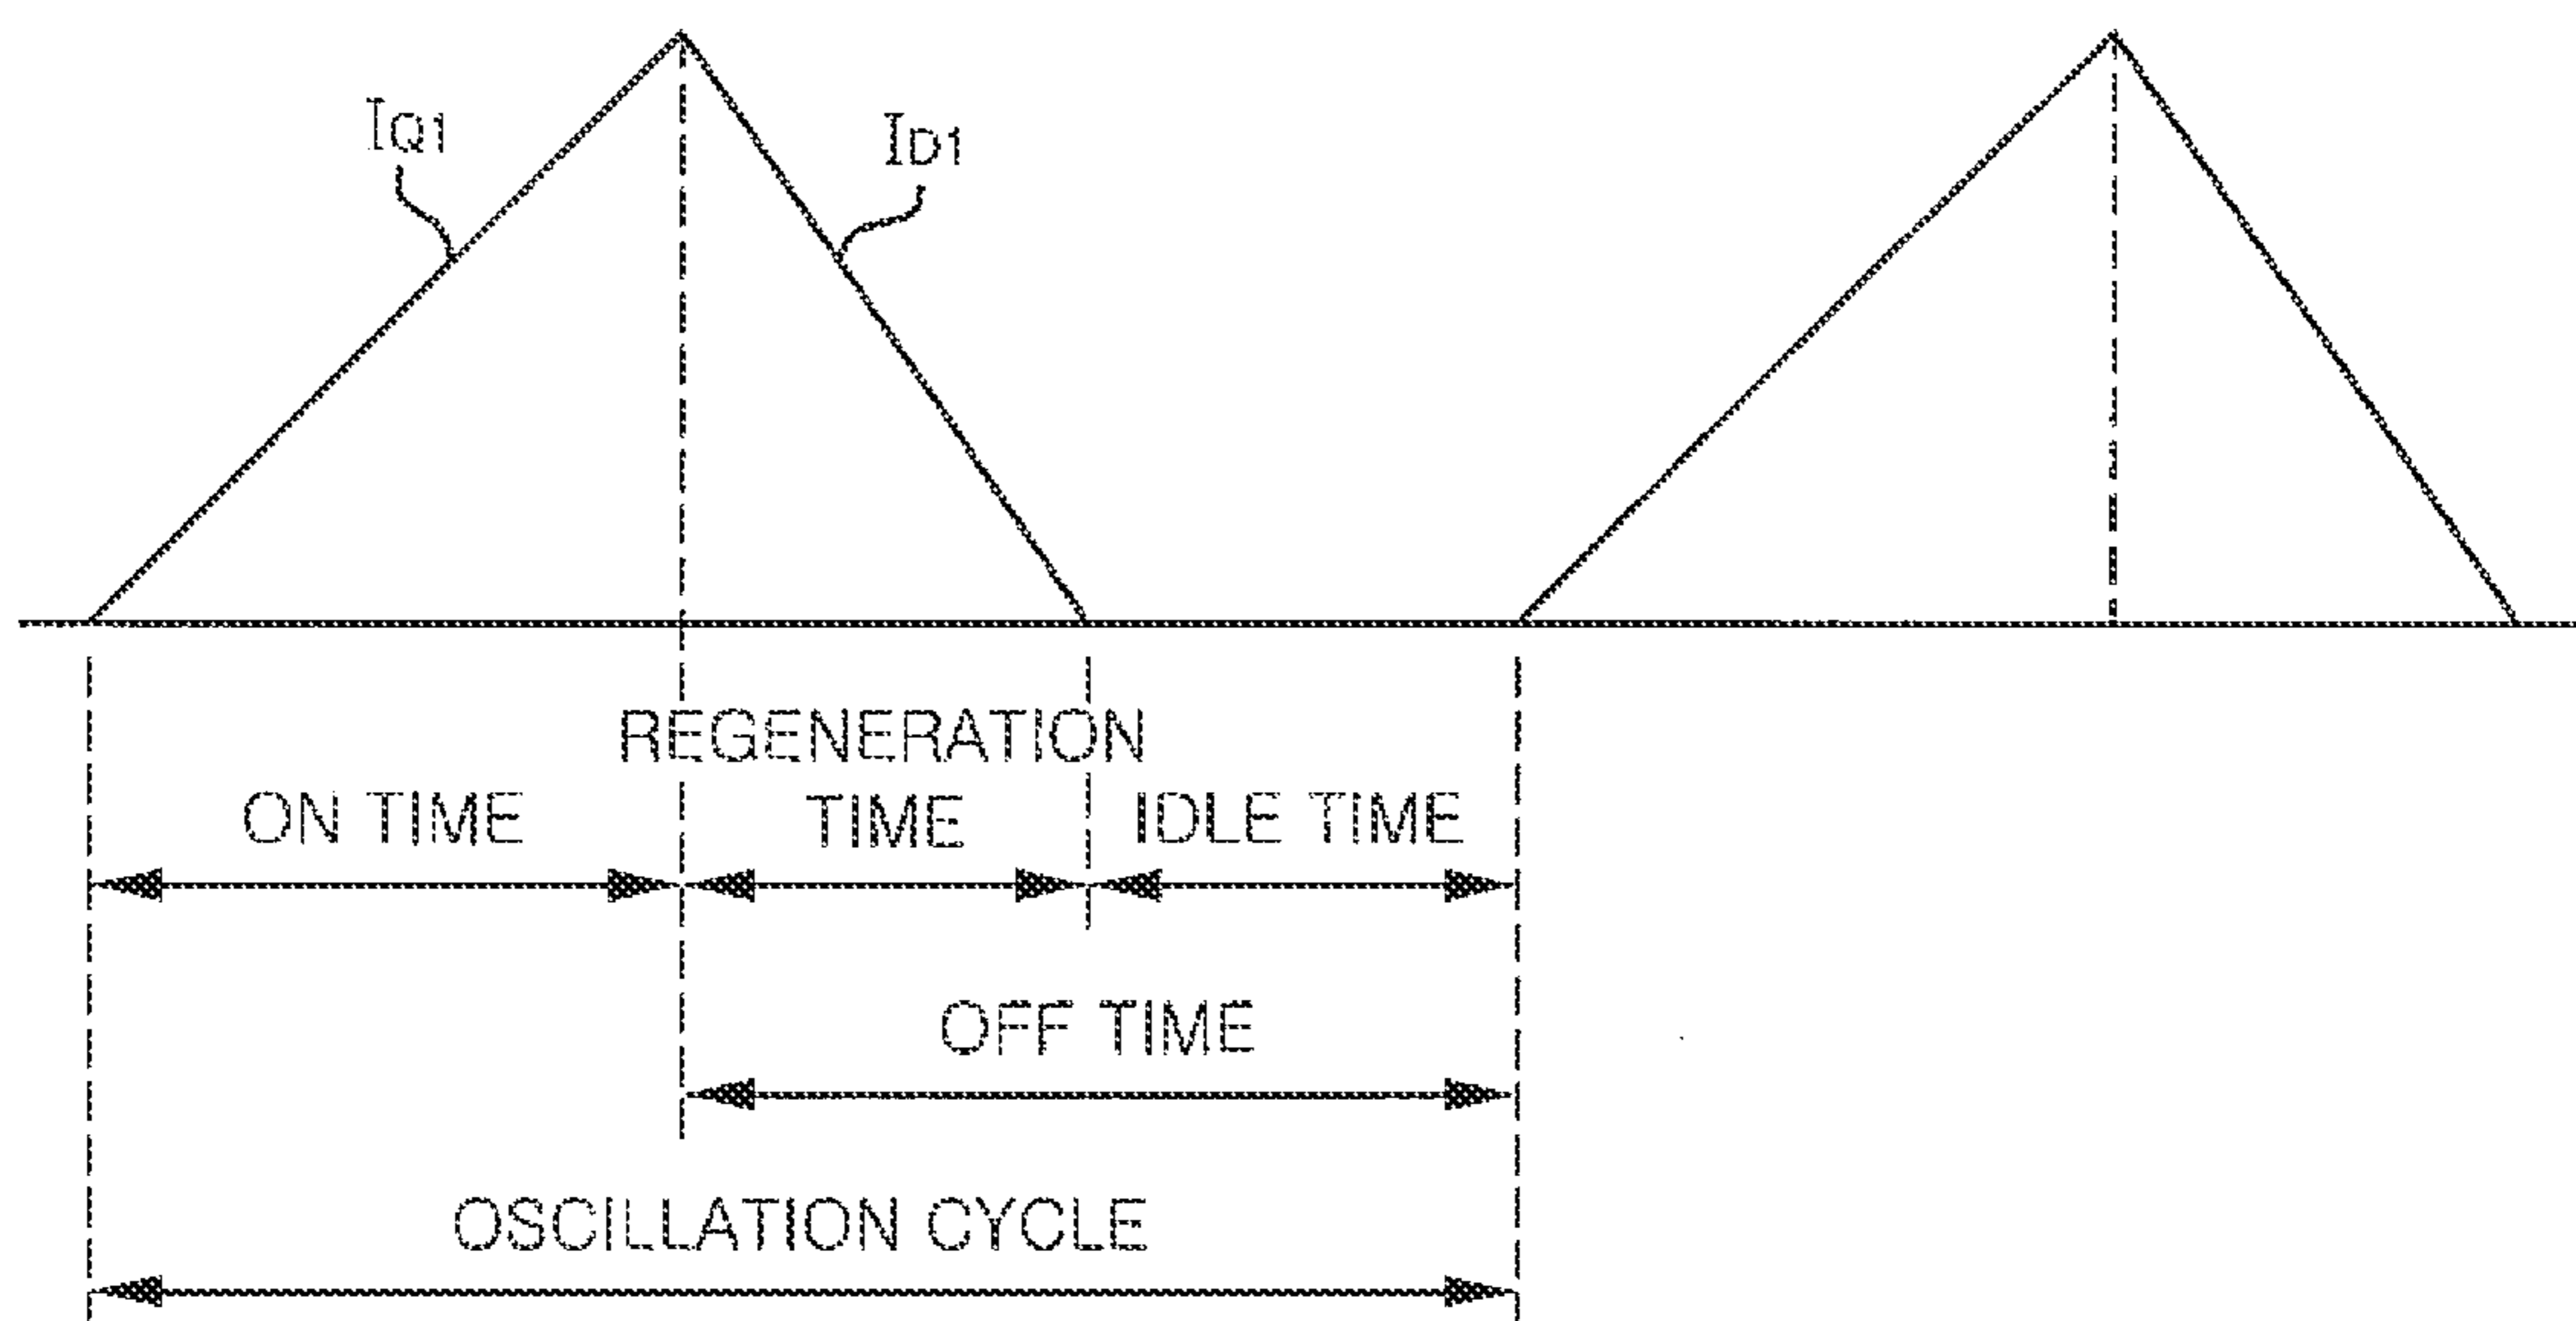 IQ1
ID1
REGENERATION
ON TIME
TIME
IDLE TIME
OFF TIME
OSCILLATION CYCLE